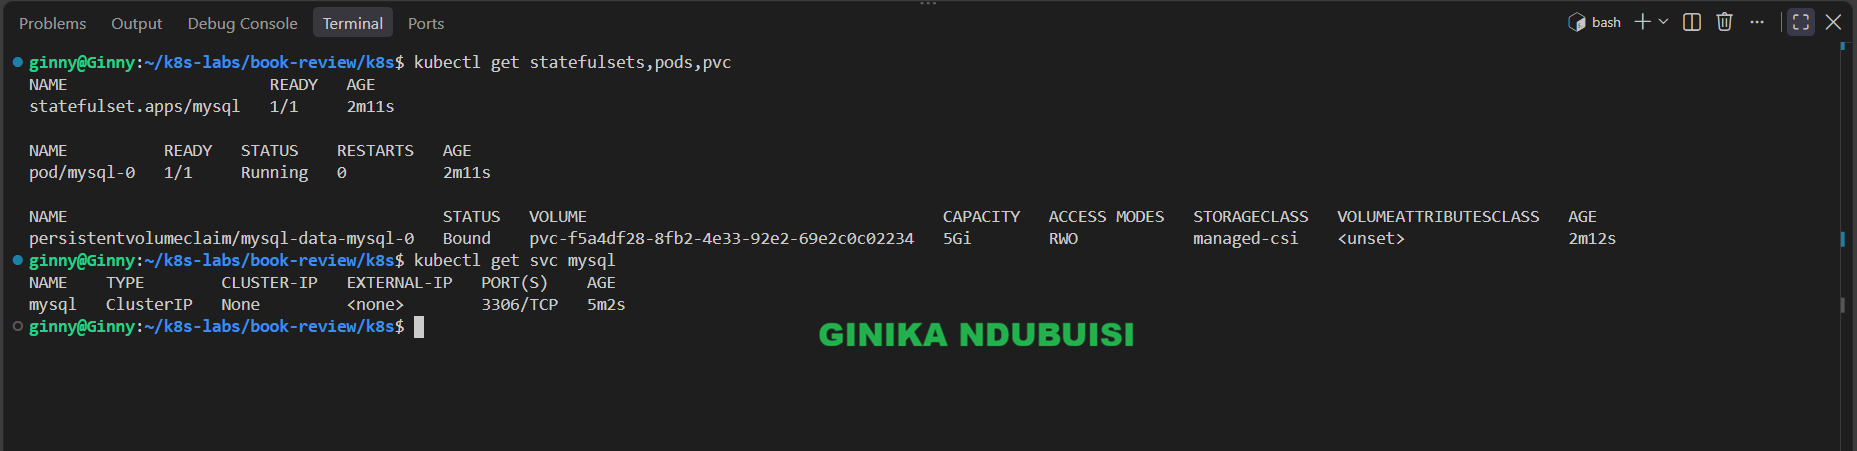 Problems Output Debug Console Terminal Ports bash
ginny@Ginny:~/k8s-labs/book-review/k8s$ kubectl get statefulsets,pods,pvc
NAME READY AGE
statefulset.apps/mysql 1/1 2m11s
NAME READY STATUS RESTARTS AGE
pod/mysql-0 1/1 Running 0 2m11s
NAME STATUS VOLUME CAPACITY ACCESS MODES STORAGECLASS VOLUMEATTRIBUTESCLASS AGE
persistentvolumeclaim/mysql-data-mysql-0 Bound pvc-f5a4df28-8fb2-4e33-92e2-69e2c0c02234 5Gi RWO managed-csi <unset> 2m12s
ginny@Ginny:~/k8s-labs/book-review/k8s$ kubectl get svc mysql
NAME TYPE CLUSTER-IP EXTERNAL-IP PORT(S) AGE
mysql ClusterIP None <none> 3306/TCP 5m2s
ginny@Ginny:~/k8s-labs/book-review/k8s$
GINIKA NDUBUISI